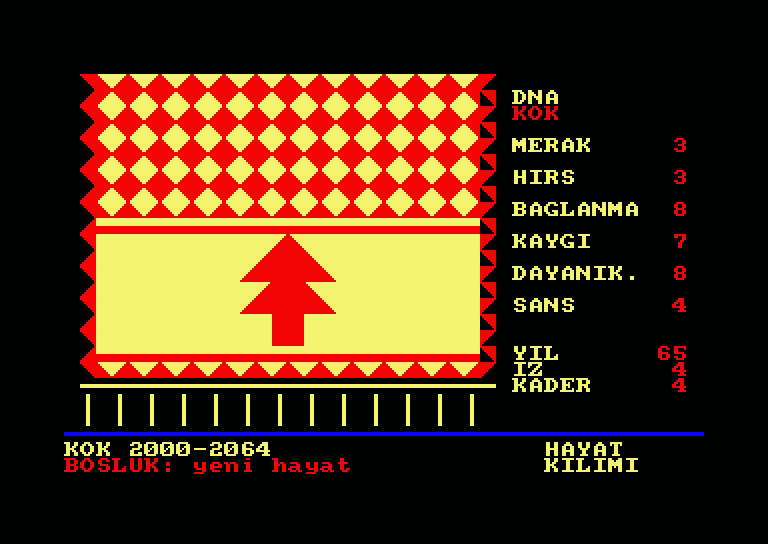 DNA
KOK
MERAK 3
HIRS 3
BAGLANMA 8
KAYGI 7
DAYANIK. 8
SANS 4
YIL 65
IZ 4
KADER 4
KOK 2000-2064
BOSLUK: yeni hayat
HAYAT
KILIMI